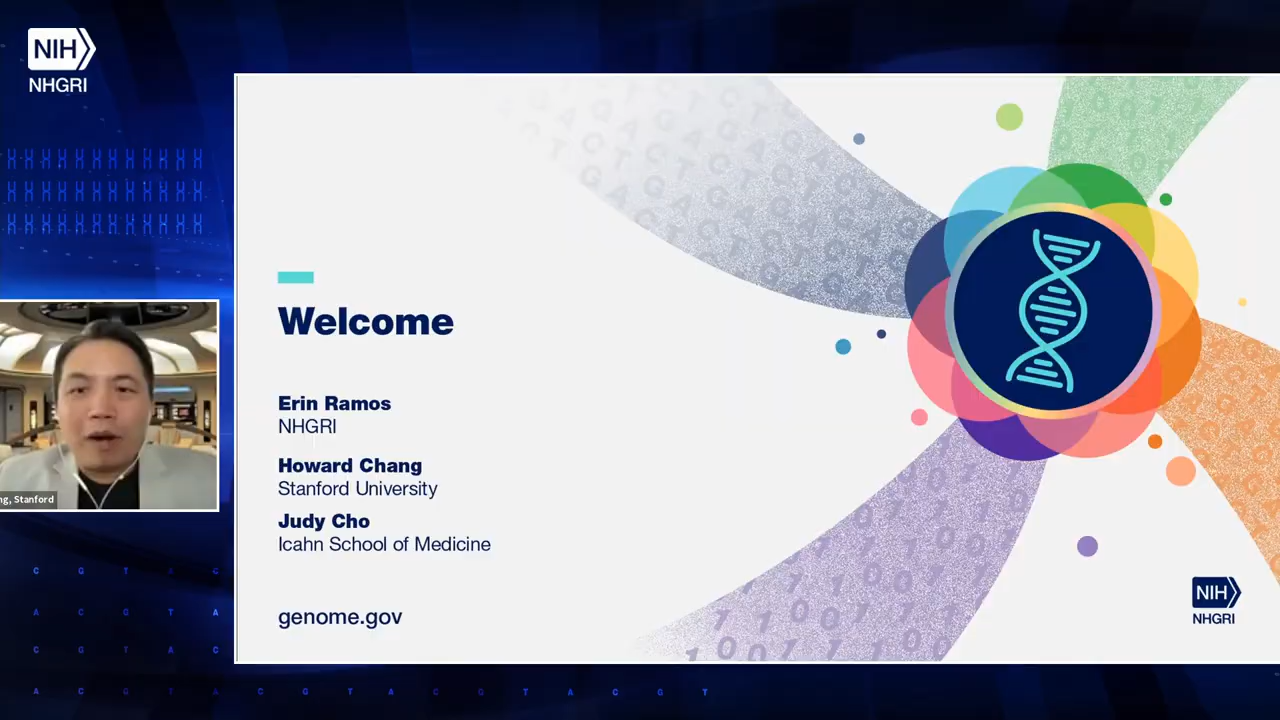 NIH
NHGRI
Welcome
Erin Ramos
NHGRI
Howard Chang
Stanford University
Judy Cho
Icahn School of Medicine
genome.gov
NIH
NHGRI
ng, Stanford
C G T A C
A C G T A
C G T A C
A C G T A C G T A C G T A C G T